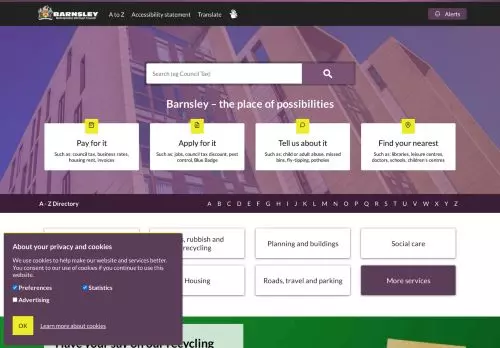 BARNSLEY
Metropolitan Borough Council
A to Z
Accessibility statement
Translate
Alerts
Search (eg Council Tax)
Barnsley – the place of possibilities
Pay for it
Such as: council tax, business rates, housing rent, invoices
Apply for it
Such as: jobs, council tax discount, pest control, Blue Badge
Tell us about it
Such as: child or adult abuse, missed bins, fly-tipping, potholes
Find your nearest
Such as: libraries, leisure centres, doctors, schools, children's centres
A - Z Directory
A B C D E F G H I J K L M N O P Q R S T U V W X Y Z
rubbish and
recycling
Planning and buildings
Social care
Housing
Roads, travel and parking
More services
About your privacy and cookies
We use cookies to help make our website and services better.
You consent to our use of cookies if you continue to use this
website.
Preferences
Statistics
Advertising
OK
Learn more about cookies
Have your say on our recycling